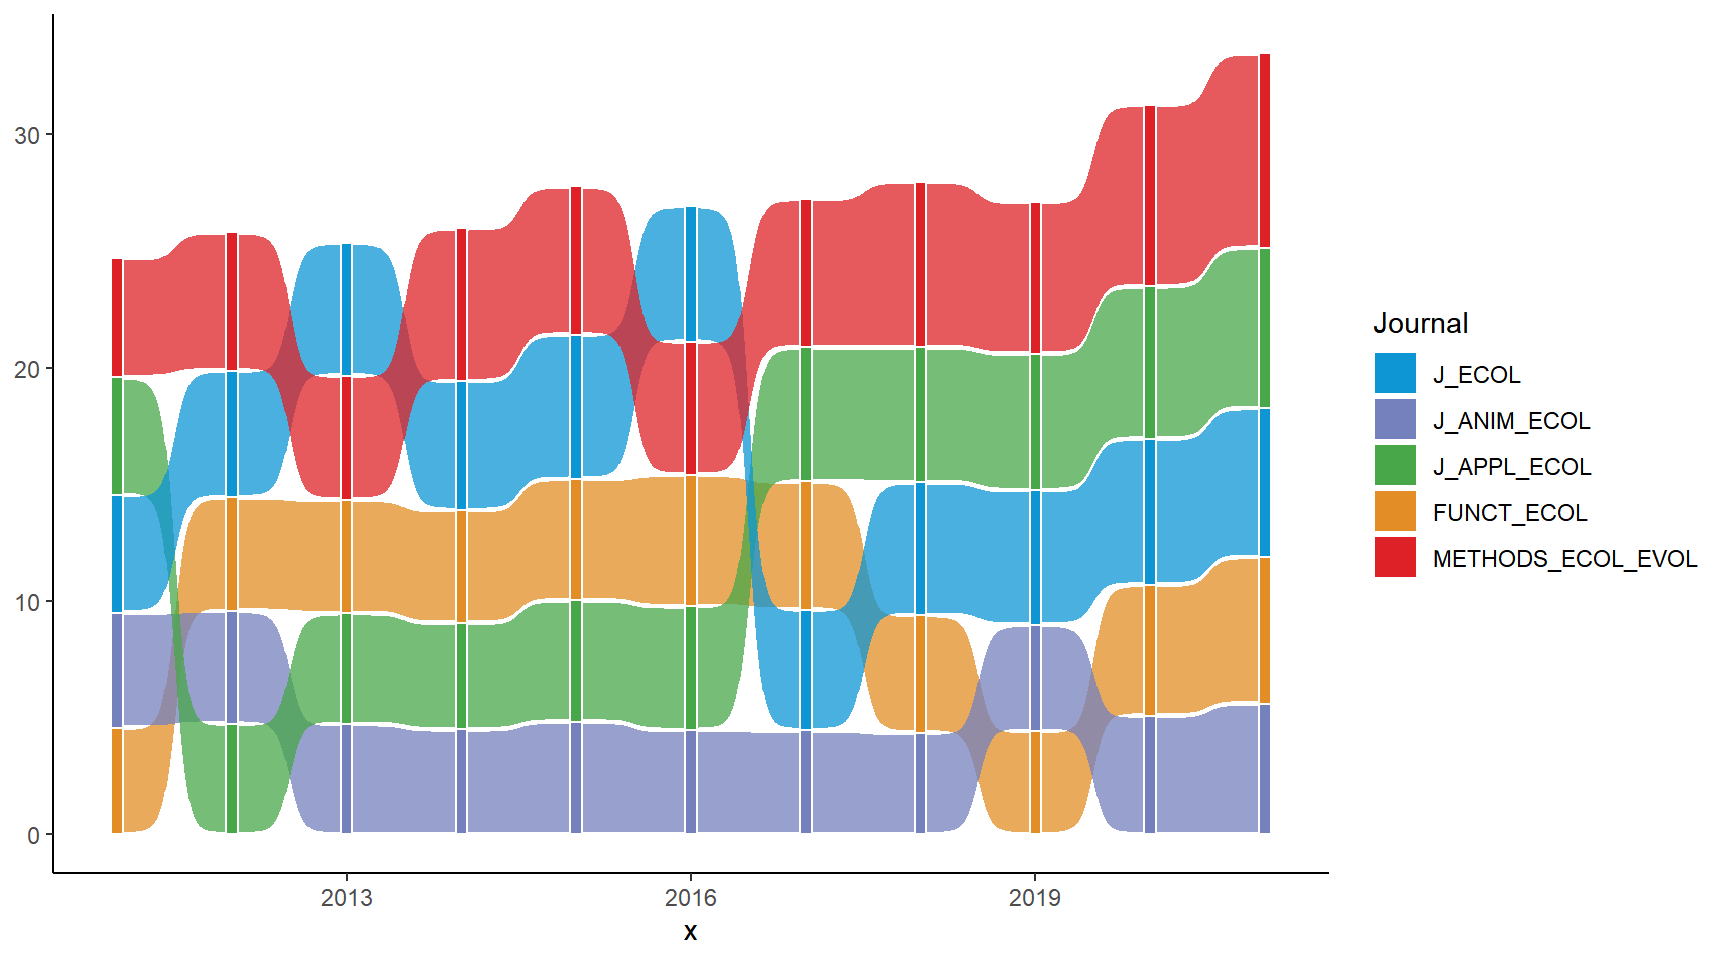 30
20
10
0
2013 2016 2019
x
Journal
J_ECOL
J_ANIM_ECOL
J_APPL_ECOL
FUNCT_ECOL
METHODS_ECOL_EVOL